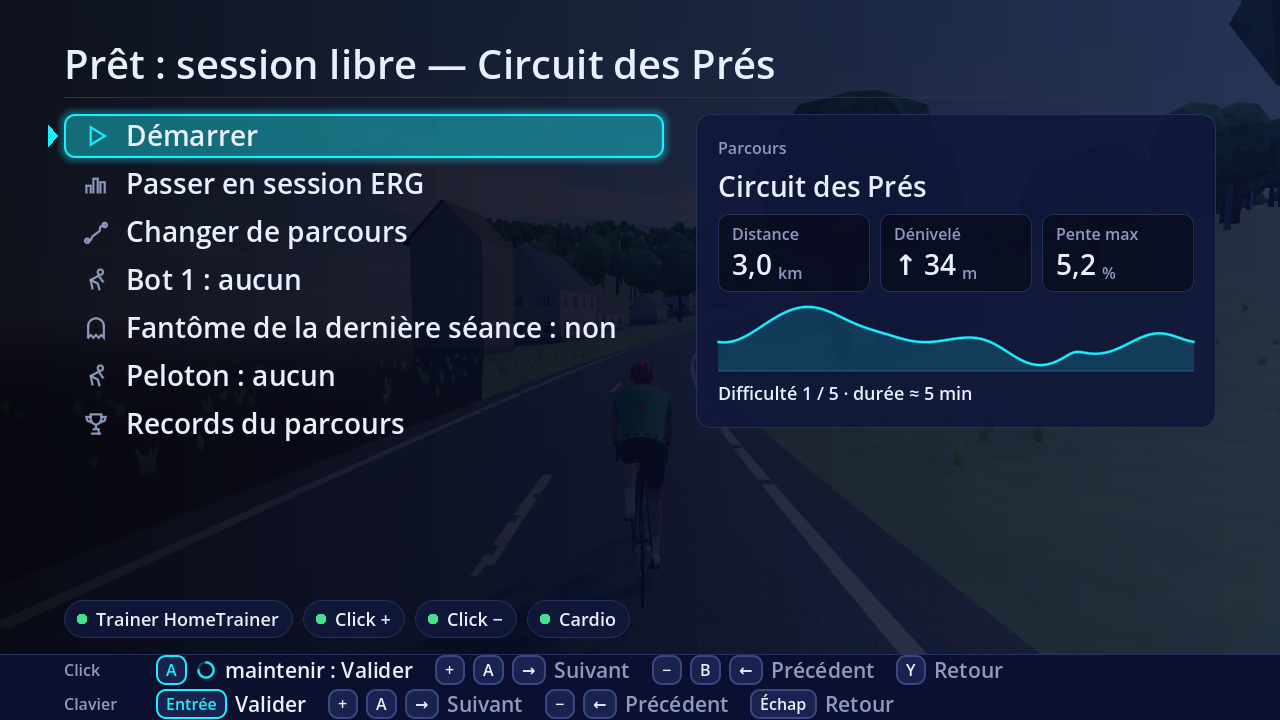 Prêt : session libre — Circuit des Prés
Démarrer
Passer en session ERG
Changer de parcours
Bot 1 : aucun
Fantôme de la dernière séance : non
Peloton : aucun
Records du parcours
Parcours
Circuit des Prés
Distance
3,0 km
Dénivelé
↑ 34 m
Pente max
5,2 %
Difficulté 1 / 5 · durée ≈ 5 min
Trainer HomeTrainer
Click +
Click −
Cardio
Click A maintenir : Valider + A → Suivant − B ← Précédent Y Retour
Clavier Entrée Valider + A → Suivant − ← Précédent Échap Retour